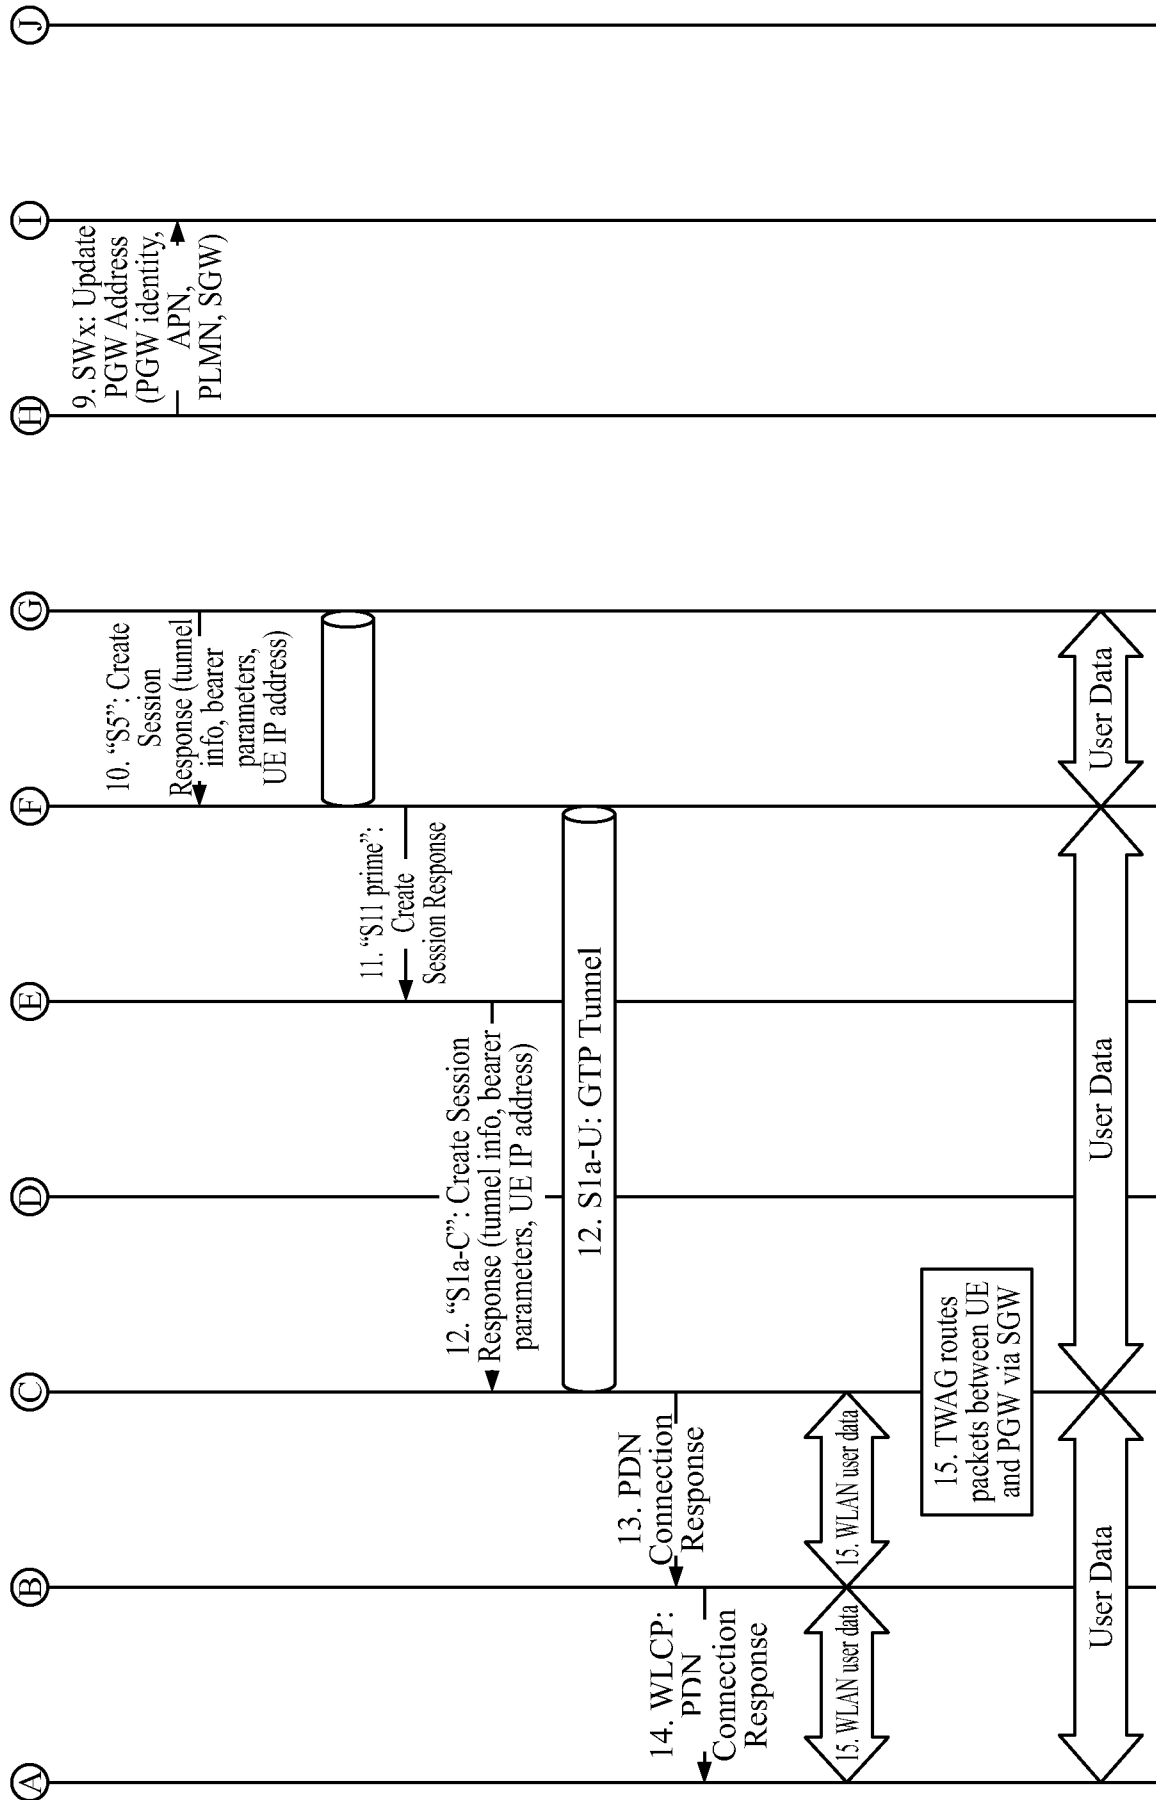 A
B
C
D
E
F
G
H
I
J
9. SWx: Update
PGW Address
(PGW identity,
APN,
PLMN, SGW)
10. “S5”: Create
Session
Response (tunnel
info, bearer
parameters,
UE IP address)
11. “S11 prime”:
Create
Session Response
12. “S1a-C”: Create Session
Response (tunnel info, bearer
parameters, UE IP address)
12. S1a-U: GTP Tunnel
13. PDN
Connection
Response
14. WLCP:
PDN
Connection
Response
15. WLAN user data
15. WLAN user data
15. TWAG routes
packets between UE
and PGW via SGW
User Data
User Data
User Data